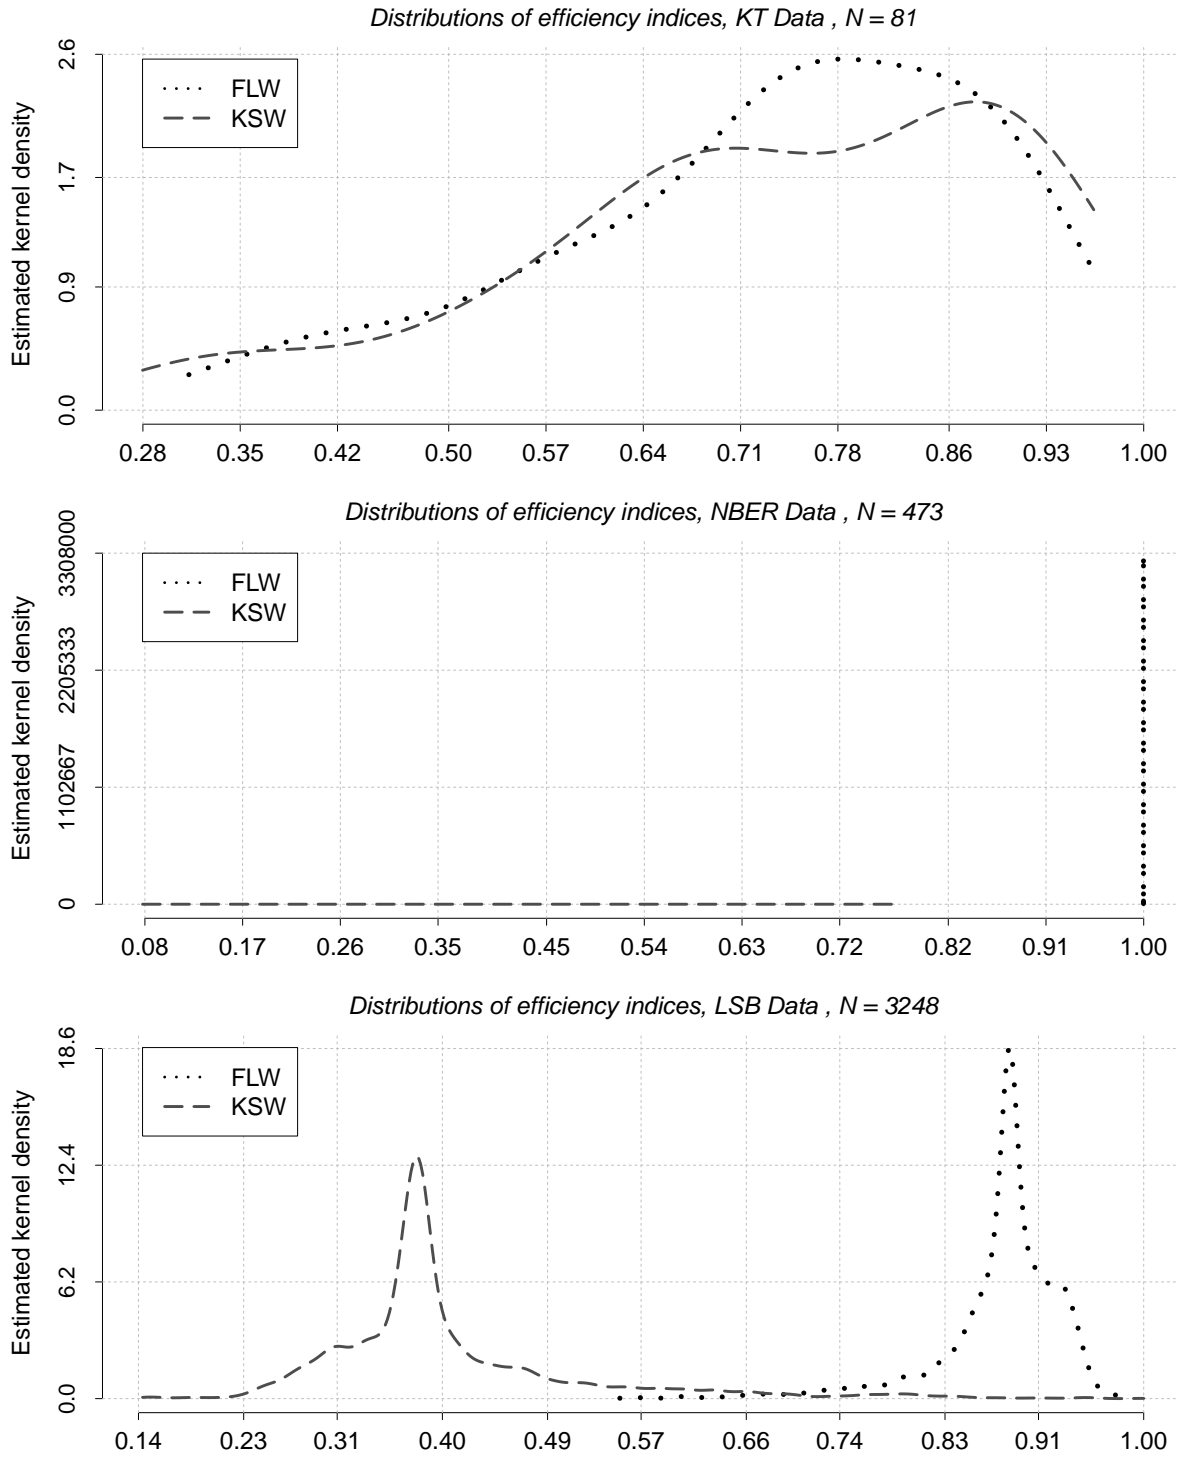 Distributions of efficiency indices, KT Data , N = 81
Estimated kernel density
2.6
1.7
0.9
0.0
FLW
KSW
0.28 0.35 0.42 0.50 0.57 0.64 0.71 0.78 0.86 0.93 1.00
Distributions of efficiency indices, NBER Data , N = 473
Estimated kernel density
3308000
2205333
1102667
0
FLW
KSW
0.08 0.17 0.26 0.35 0.45 0.54 0.63 0.72 0.82 0.91 1.00
Distributions of efficiency indices, LSB Data , N = 3248
Estimated kernel density
18.6
12.4
6.2
0.0
FLW
KSW
0.14 0.23 0.31 0.40 0.49 0.57 0.66 0.74 0.83 0.91 1.00